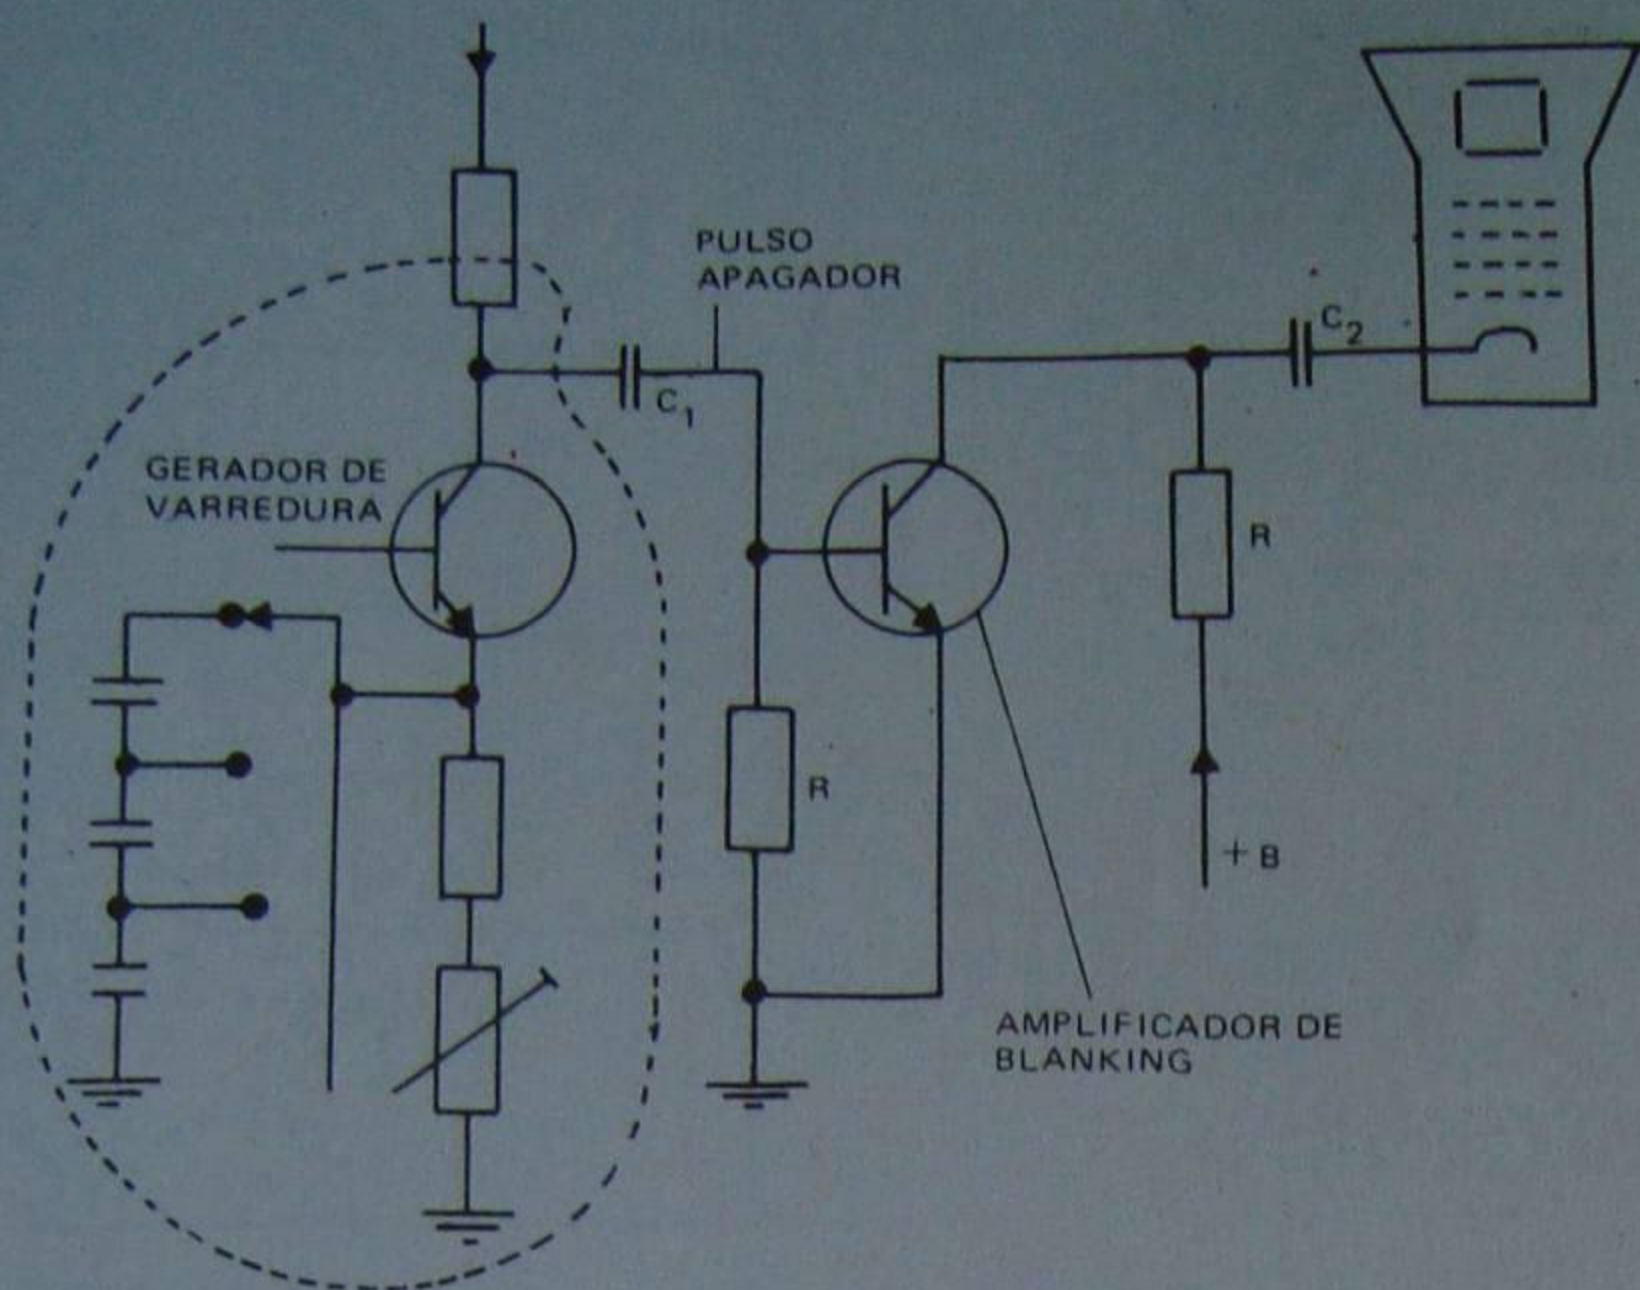 PULSO
APAGADOR
C2
C1
GERADOR DE
VARREDURA
R
R
+ B
AMPLIFICADOR DE
BLANKING